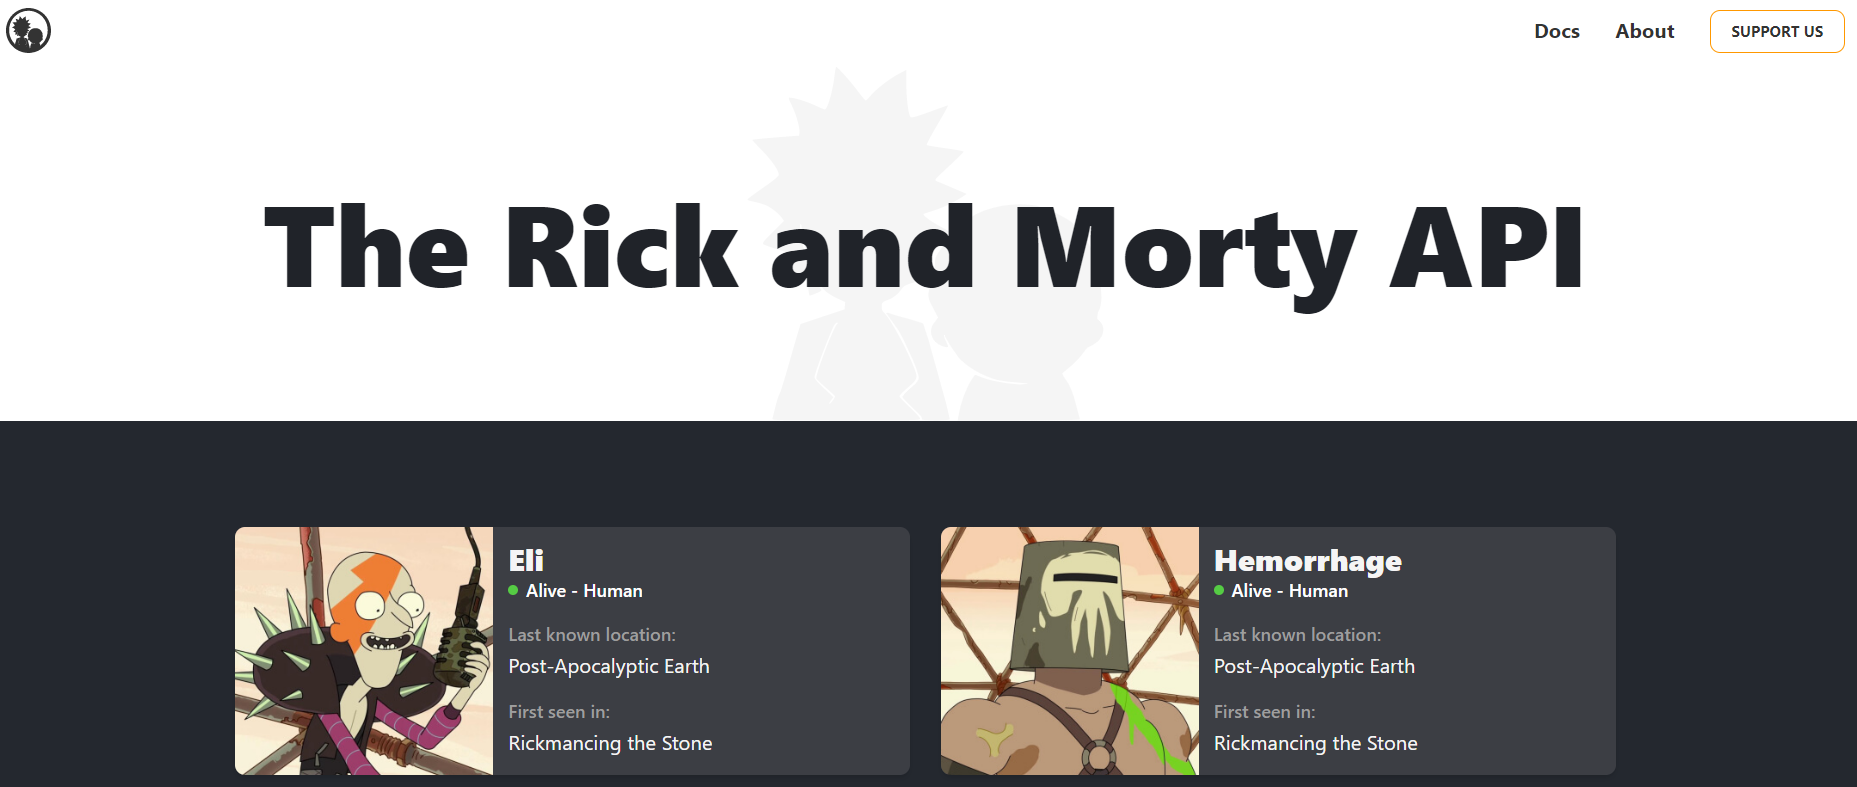 Docs
About
SUPPORT US
The Rick and Morty API
Eli
Alive - Human
Last known location:
Post-Apocalyptic Earth
First seen in:
Rickmancing the Stone
Hemorrhage
Alive - Human
Last known location:
Post-Apocalyptic Earth
First seen in:
Rickmancing the Stone